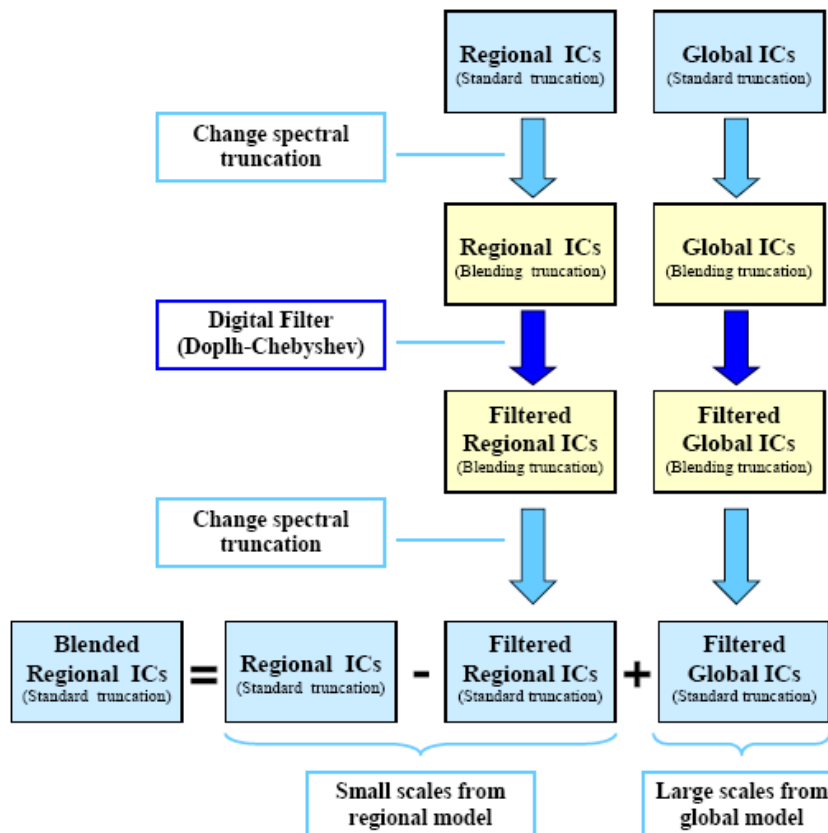 Regional ICs
(Standard truncation)
Global ICs
(Standard truncation)
Change spectral
truncation
Regional ICs
(Blending truncation)
Global ICs
(Blending truncation)
Digital Filter
(Doplh-Chebyshev)
Filtered
Regional ICs
(Blending truncation)
Filtered
Global ICs
(Blending truncation)
Change spectral
truncation
Blended
Regional ICs
(Standard truncation)
=
Regional ICs
(Standard truncation)
-
Filtered
Regional ICs
(Standard truncation)
+
Filtered
Global ICs
(Standard truncation)
Small scales from
regional model
Large scales from
global model